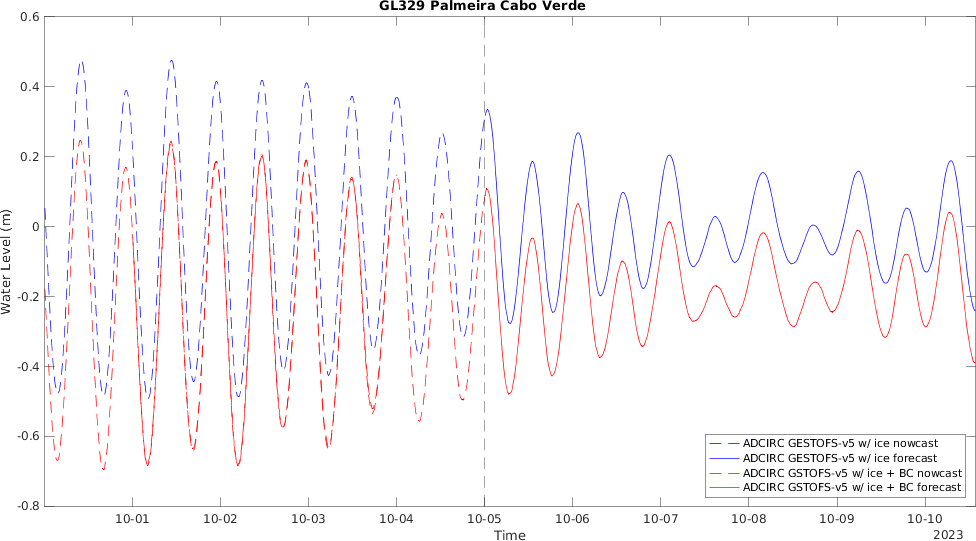 GL329 Palmeira Cabo Verde
0.6
0.4
0.2
0
-0.2
-0.4
-0.6
-0.8
Water Level (m)
ADCIRC GESTOFS-v5 w/ ice nowcast
ADCIRC GESTOFS-v5 w/ ice forecast
ADCIRC GSTOFS-v5 w/ ice + BC nowcast
ADCIRC GSTOFS-v5 w/ ice + BC forecast
10-01 10-02 10-03 10-04 10-05 10-06 10-07 10-08 10-09 10-10
Time
2023